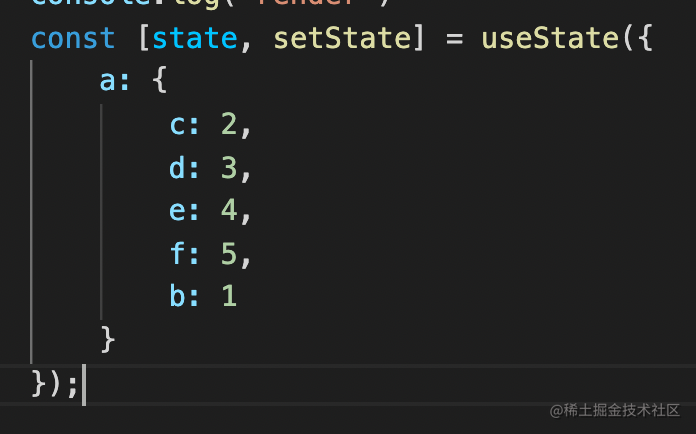 console.log("render")
const [state, setState] = useState({
a: {
c: 2,
d: 3,
e: 4,
f: 5,
b: 1
}
});
@稀土掘金技术社区